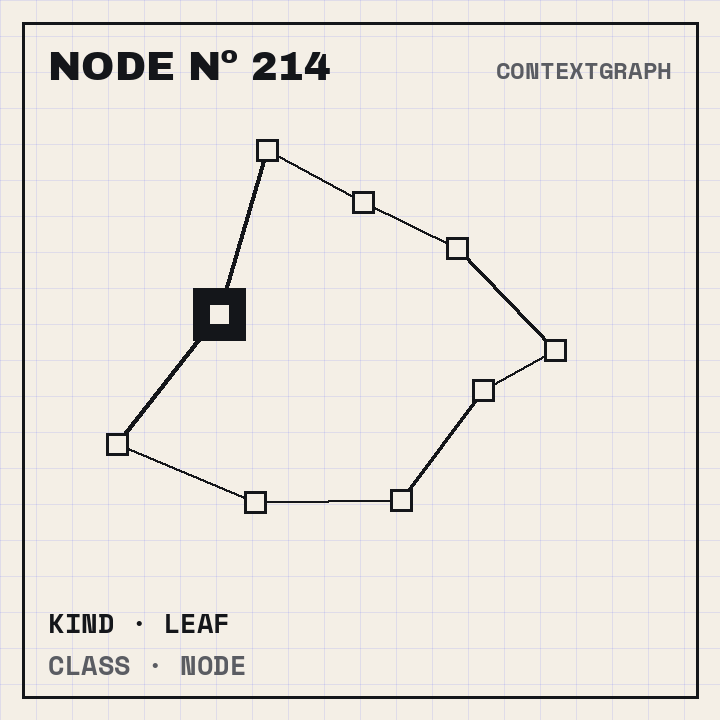 NODE Nº 214
CONTEXTGRAPH
KIND · LEAF
CLASS · NODE